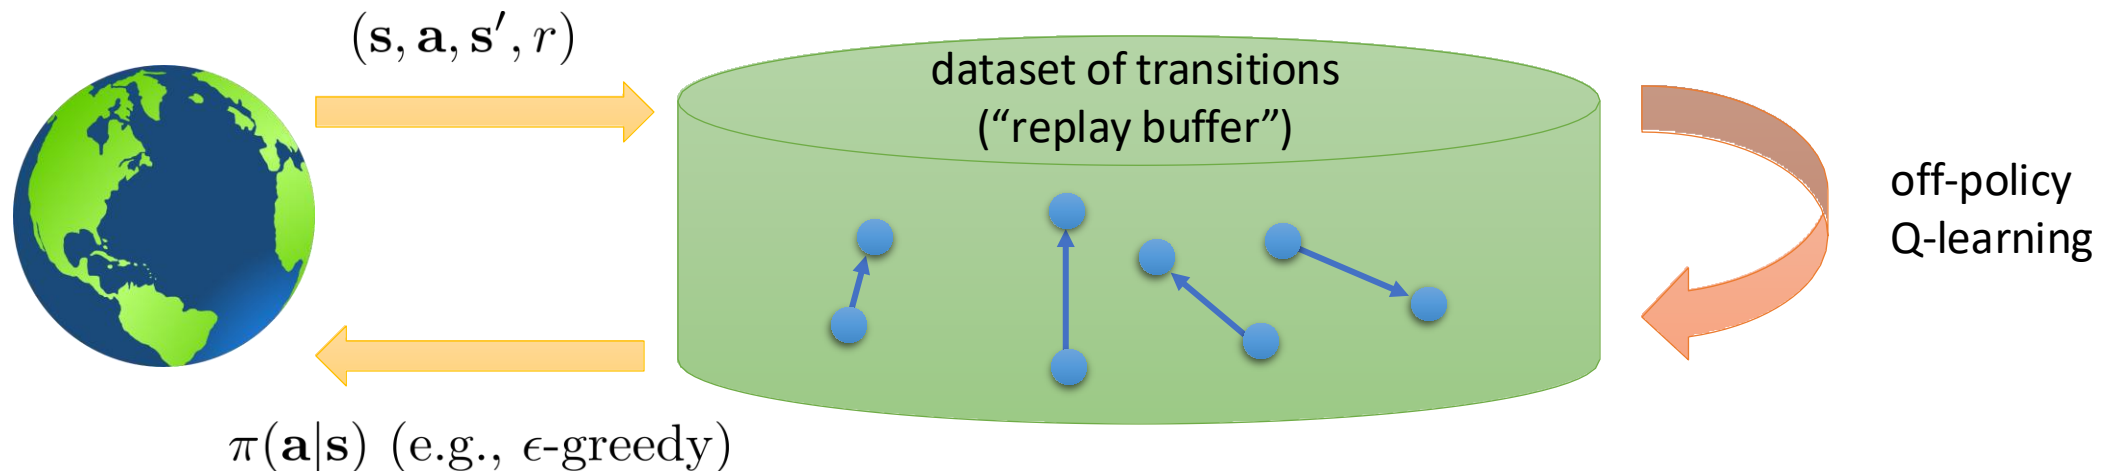 (s, a, s′, r)
dataset of transitions
(“replay buffer”)
off-policy
Q-learning
π(a|s) (e.g., ϵ-greedy)